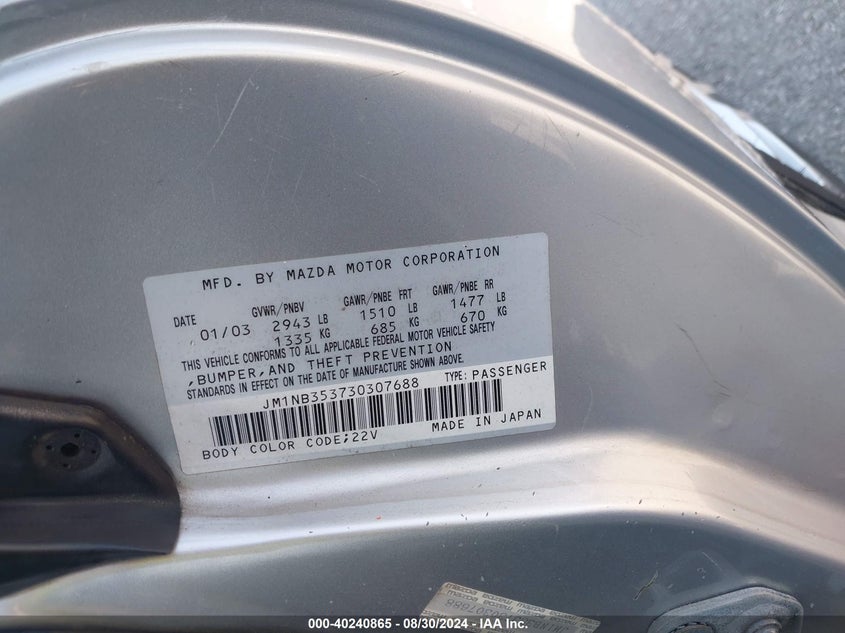 MFD. BY MAZDA MOTOR CORPORATION
DATE GVWR/PNBV GAWR/PNBE FRT GAWR/PNBE RR
01/03 2943 LB 1510 LB 1477 LB
1335 KG 685 KG 670 KG
THIS VEHICLE CONFORMS TO ALL APPLICABLE FEDERAL MOTOR VEHICLE SAFETY
,BUMPER,AND THEFT PREVENTION
STANDARDS IN EFFECT ON THE DATE OF MANUFACTURE SHOWN ABOVE.
JM1NB353730307688 TYPE: PASSENGER
BODY COLOR CODE;22V MADE IN JAPAN
000-40240865 - 08/30/2024 - IAA Inc.